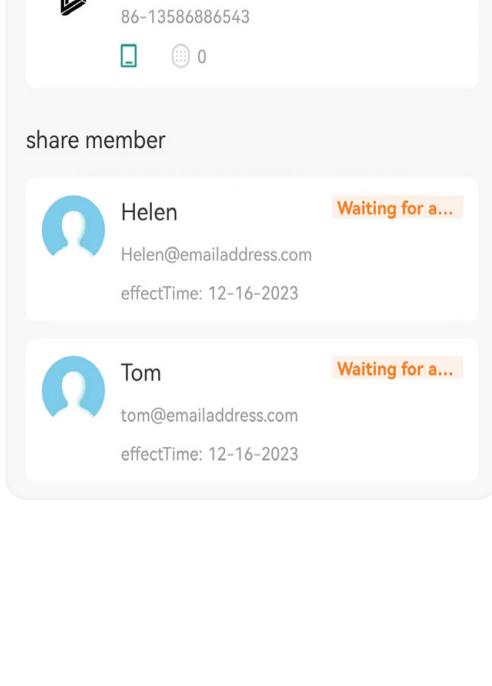 86-13586886543
0
share member
Helen
Waiting for a...
Helen@emailaddress.com
effectTime: 12-16-2023
Tom
Waiting for a...
tom@emailaddress.com
effectTime: 12-16-2023